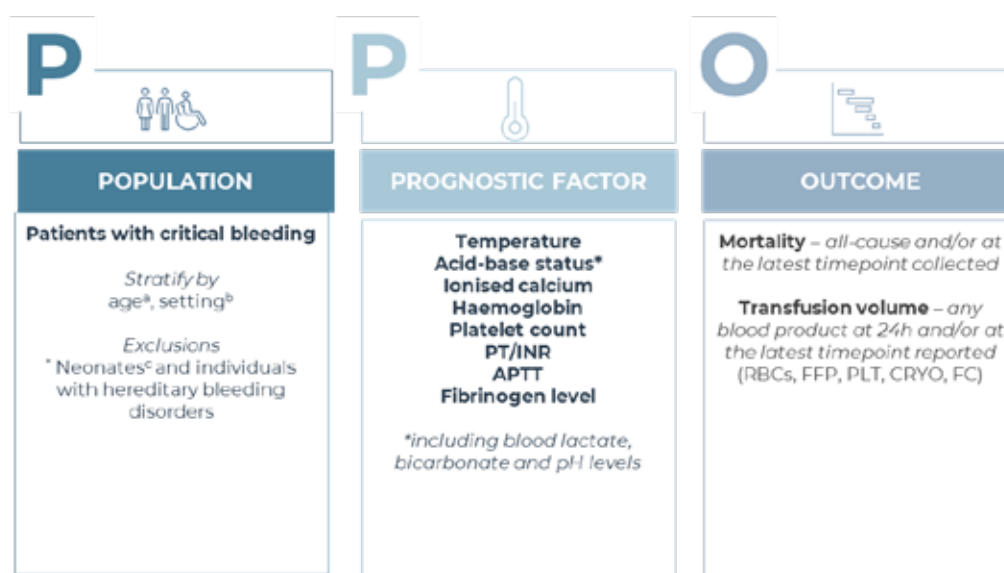 P
POPULATION
Patients with critical bleeding
Stratify by
ageᵃ, settingᵇ
Exclusions
* Neonatesᶜ and individuals
with hereditary bleeding
disorders
P
PROGNOSTIC FACTOR
Temperature
Acid-base status*
Ionised calcium
Haemoglobin
Platelet count
PT/INR
APTT
Fibrinogen level
*including blood lactate,
bicarbonate and pH levels
O
OUTCOME
Mortality – all-cause and/or at
the latest timepoint collected
Transfusion volume – any
blood product at 24h and/or at
the latest timepoint reported
(RBCs, FFP, PLT, CRYO, FC)